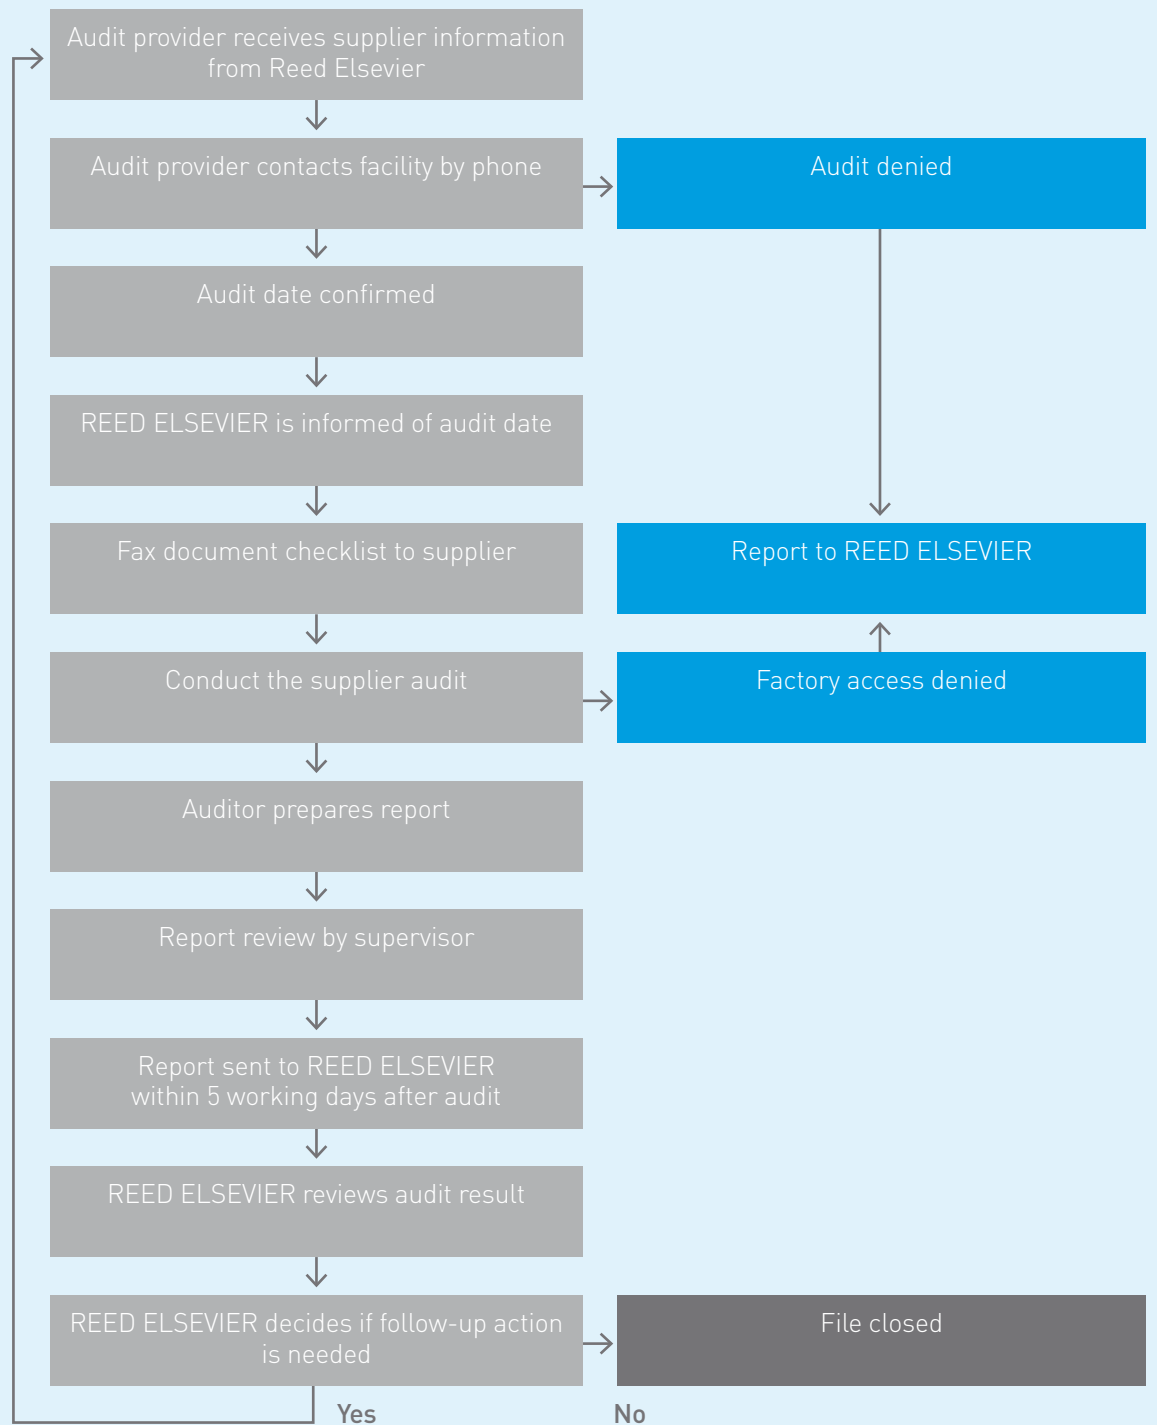 Audit provider receives supplier information
from Reed Elsevier
Audit provider contacts facility by phone
Audit denied
Audit date confirmed
REED ELSEVIER is informed of audit date
Fax document checklist to supplier
Report to REED ELSEVIER
Conduct the supplier audit
Factory access denied
Auditor prepares report
Report review by supervisor
Report sent to REED ELSEVIER
within 5 working days after audit
REED ELSEVIER reviews audit result
REED ELSEVIER decides if follow-up action
is needed
File closed
Yes
No